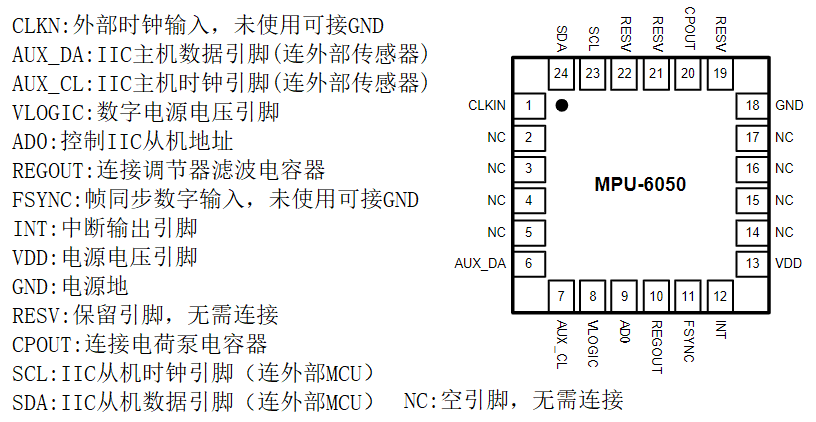 CLKN:外部时钟输入，未使用可接GND
AUX_DA:IIC主机数据引脚(连外部传感器)
AUX_CL:IIC主机时钟引脚(连外部传感器)
VLOGIC:数字电源电压引脚
AD0:控制IIC从机地址
REGOUT:连接调节器滤波电容器
FSYNC:帧同步数字输入，未使用可接GND
INT:中断输出引脚
VDD:电源电压引脚
GND:电源地
RESV:保留引脚，无需连接
CPOUT:连接电荷泵电容器
SCL:IIC从机时钟引脚（连外部MCU）
SDA:IIC从机数据引脚（连外部MCU）
NC:空引脚，无需连接
SDA SCL RESV RESV CPOUT RESV
24 23 22 21 20 19
CLKIN 1 18 GND
NC 2 17 NC
NC 3 16 NC
MPU-6050
NC 4 15 NC
NC 5 14 NC
AUX_DA 6 13 VDD
7 8 9 10 11 12
AUX_CL VLOGIC AD0 REGOUT FSYNC INT